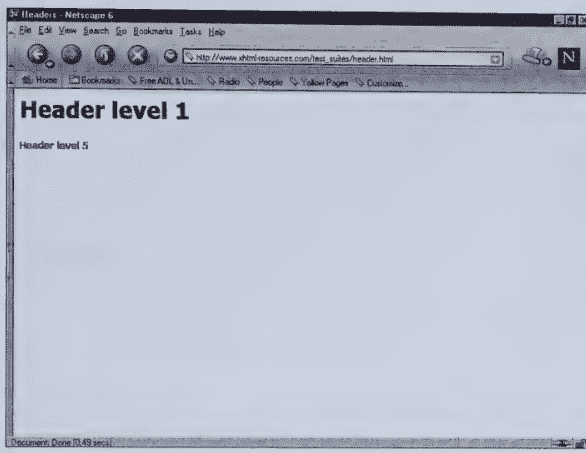 Headers - Netscape 6
File Edit View Search Go Bookmarks Tasks Help
http://www.xhtml-resources.com/test_suites/header.html
N
Home Bookmarks Free AOL & Un... Radio People Yellow Pages Customize...
Header level 1
Header level 5
Document: Done (0.49 secs)